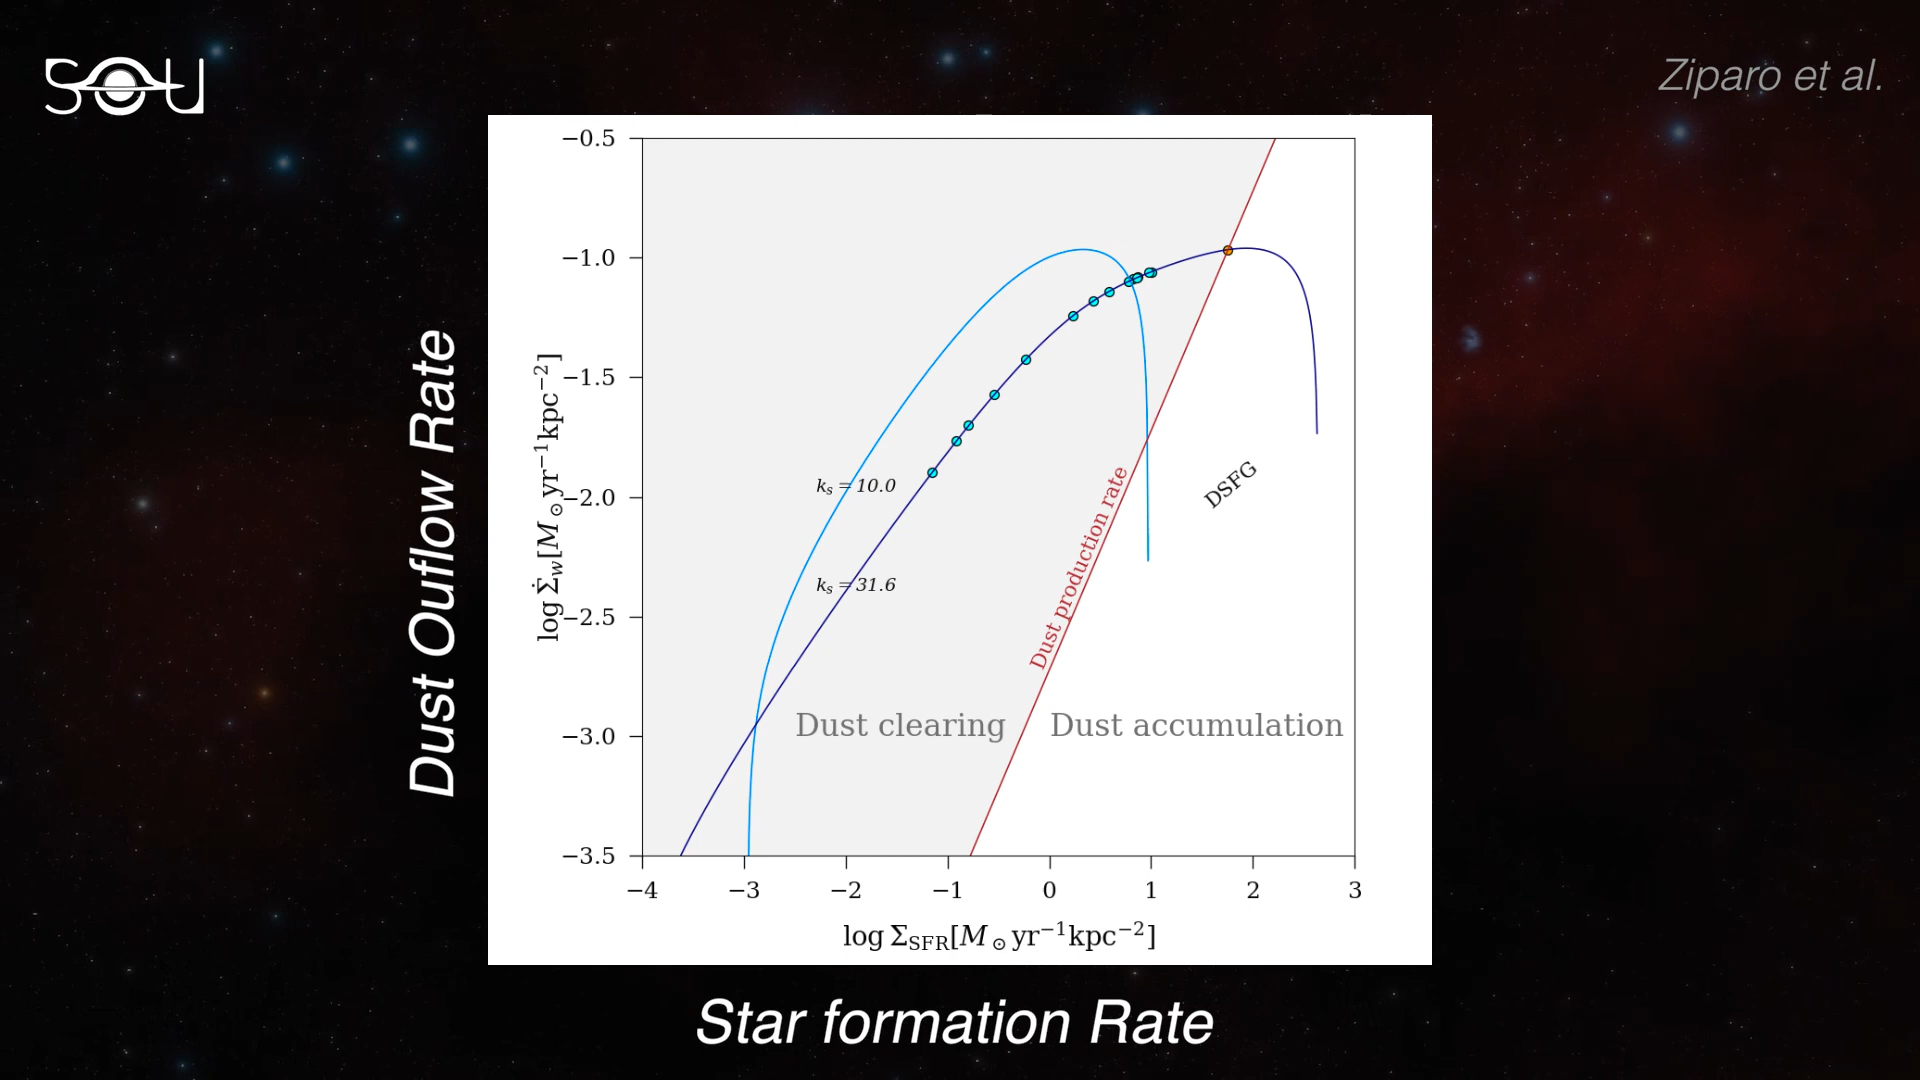 SOU
Ziparo et al.
Dust Ouflow Rate
log Σ̇w[M⊙yr⁻¹kpc⁻²]
−0.5
−1.0
−1.5
−2.0
−2.5
−3.0
−3.5
ks = 10.0
ks = 31.6
Dust production rate
DSFG
Dust clearing
Dust accumulation
−4 −3 −2 −1 0 1 2 3
log ΣSFR[M⊙yr⁻¹kpc⁻²]
Star formation Rate